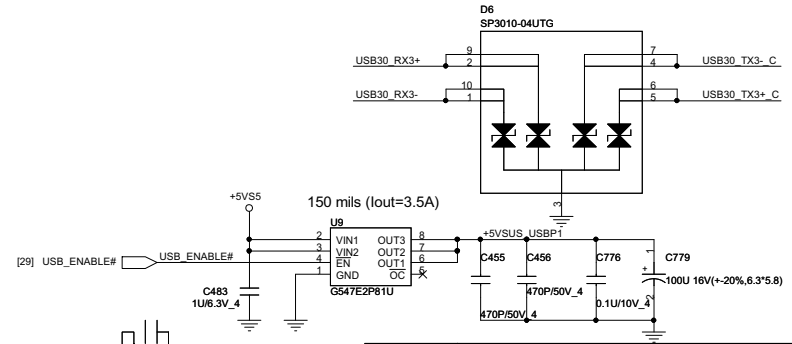 D6
SP3010-04UTG
USB30_RX3+
9
2
7
4
USB30_TX3-_C
USB30_RX3-
10
1
6
5
USB30_TX3+_C
3
+5VS5
150 mils (Iout=3.5A)
U9
2 VIN1 OUT3 8
3 VIN2 OUT2 7
4 EN OUT1 6
1 GND OC 5
G547E2P81U
[29] USB_ENABLE#
USB_ENABLE#
+5VSUS_USBP1
C483
1U/6.3V_4
C455
470P/50V_4
C456
470P/50V_4
C776
0.1U/10V_4
1
C779
+
100U 16V(+-20%,6.3*5.8)
2